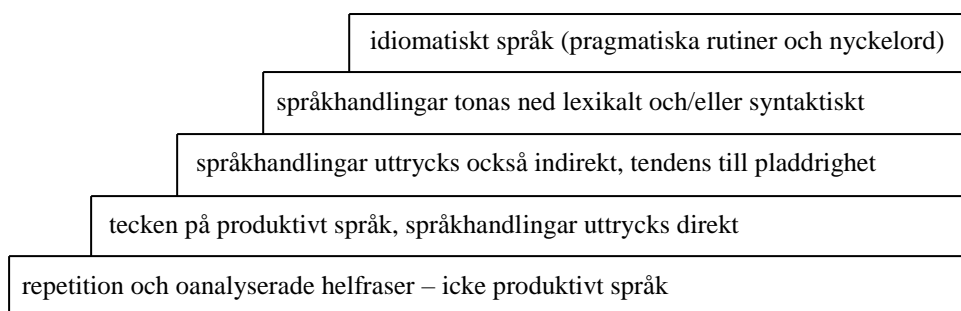 idiomatiskt språk (pragmatiska rutiner och nyckelord)
språkhandlingar tonas ned lexikalt och/eller syntaktiskt
språkhandlingar uttrycks också indirekt, tendens till pladdrighet
tecken på produktivt språk, språkhandlingar uttrycks direkt
repetition och oanalyserade helfraser – icke produktivt språk